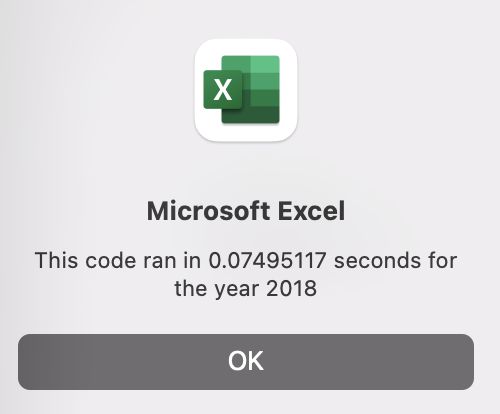 X
Microsoft Excel
This code ran in 0.07495117 seconds for
the year 2018
OK